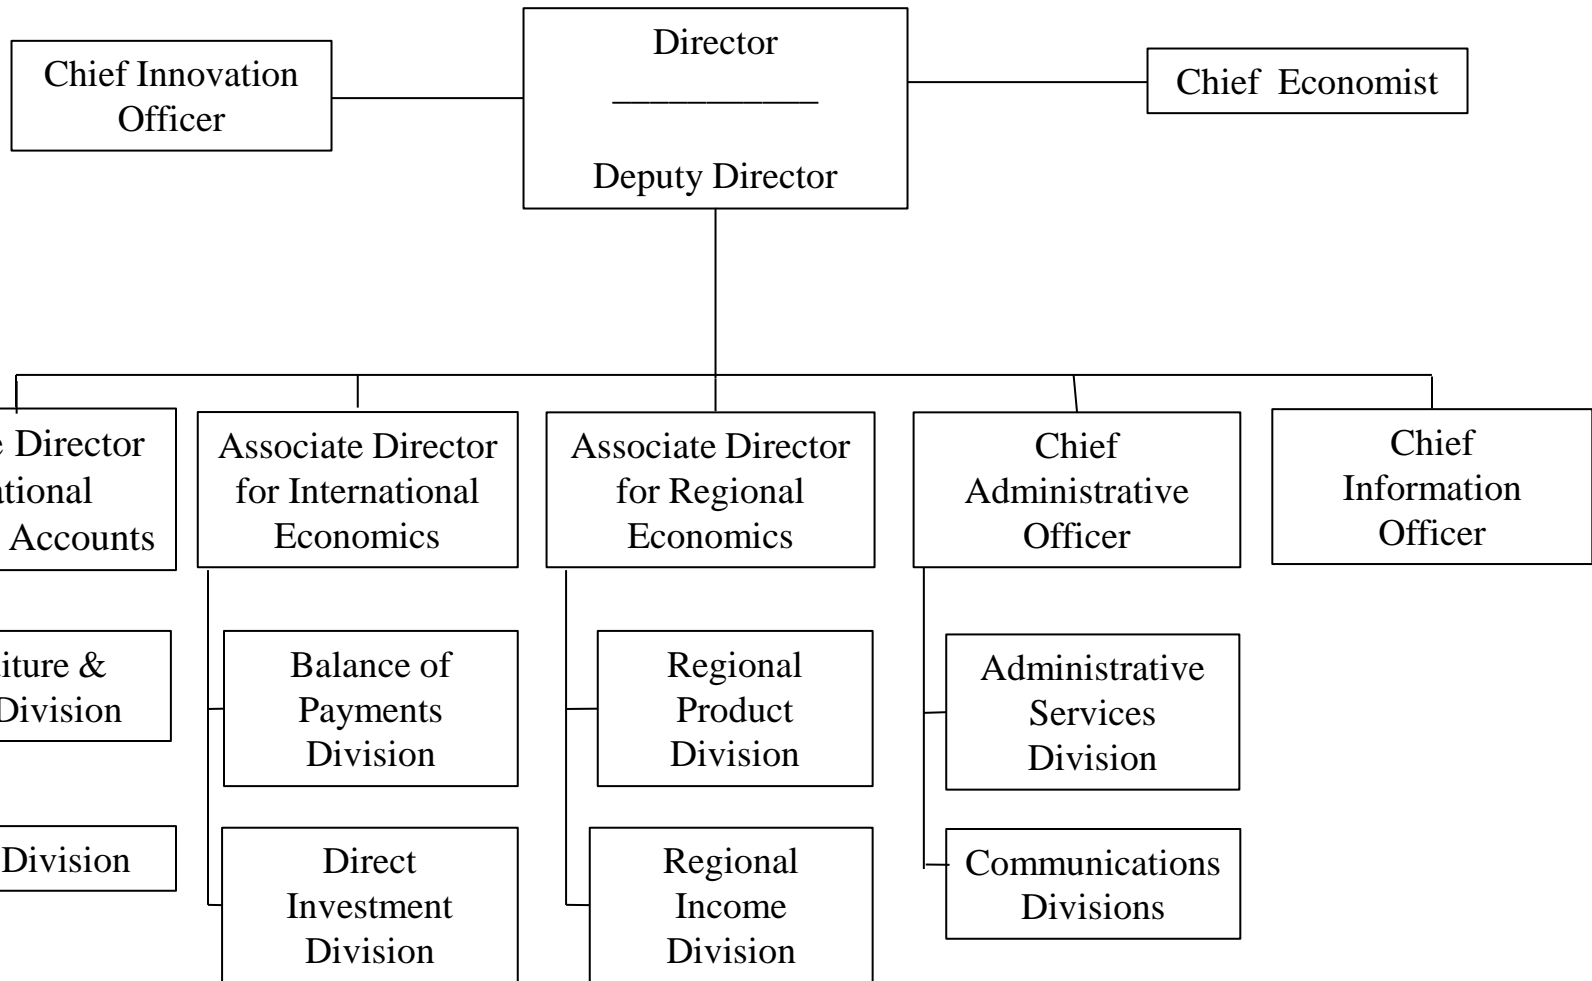 Director
___________
Deputy Director
Chief Innovation
Officer
Chief  Economist
Director
Accounts
Associate Director
for International
Economics
Associate Director
for Regional
Economics
Chief
Administrative
Officer
Chief
Information
Officer
&
Division
Balance of
Payments
Division
Regional
Product
Division
Administrative
Services
Division
Division
Direct
Investment
Division
Regional
Income
Division
Communications
Divisions